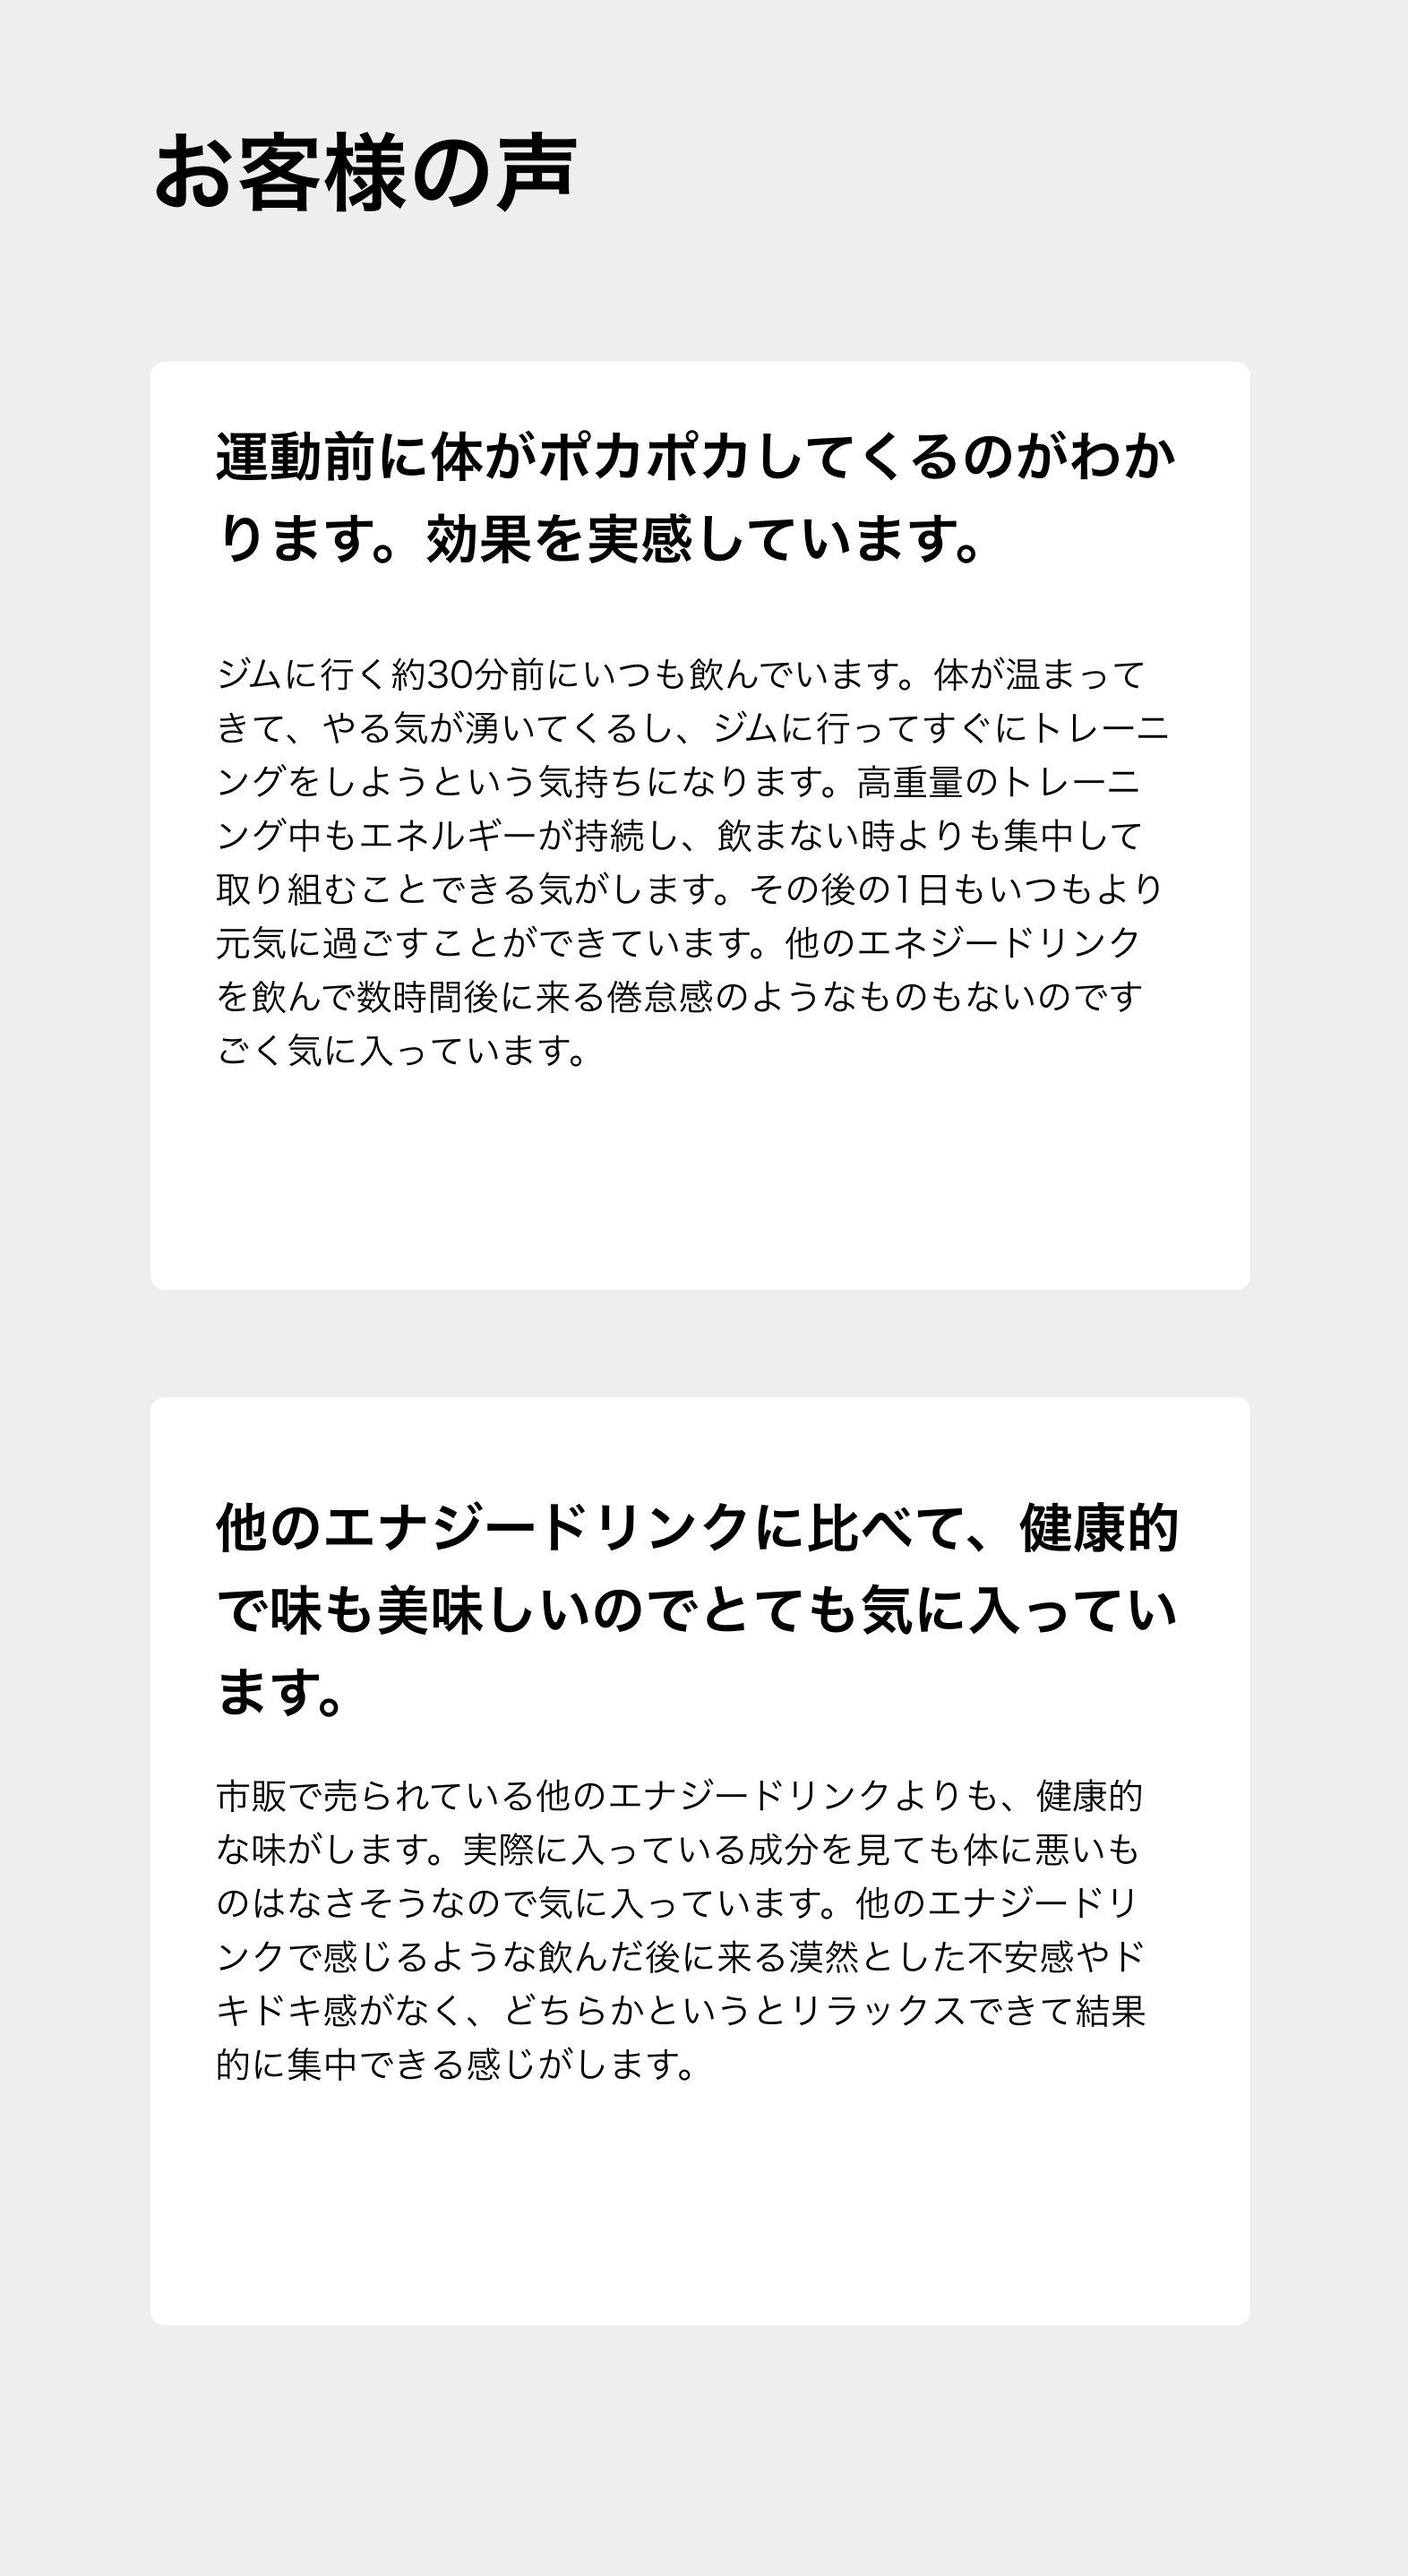 お客様の声
運動前に体がポカポカしてくるのがわか
ります。効果を実感しています。
ジムに行く約30分前にいつも飲んでいます。体が温まって
きて、やる気が湧いてくるし、ジムに行ってすぐにトレーニ
ングをしようという気持ちになります。高重量のトレーニ
ング中もエネルギーが持続し、飲まない時よりも集中して
取り組むことできる気がします。その後の1日もいつもより
元気に過ごすことができています。他のエネジードリンク
を飲んで数時間後に来る倦怠感のようなものもないのです
ごく気に入っています。
他のエナジードリンクに比べて、健康的
で味も美味しいのでとても気に入ってい
ます。
市販で売られている他のエナジードリンクよりも、健康的
な味がします。実際に入っている成分を見ても体に悪いも
のはなさそうなので気に入っています。他のエナジードリ
ンクで感じるような飲んだ後に来る漠然とした不安感やド
キドキ感がなく、どちらかというとリラックスできて結果
的に集中できる感じがします。